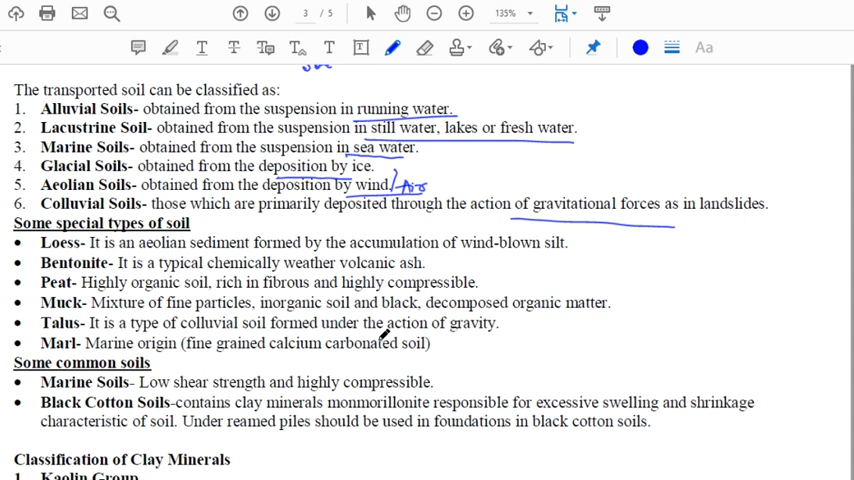 3 / 5
135%
Aa
The transported soil can be classified as:
1. Alluvial Soils- obtained from the suspension in running water.
2. Lacustrine Soil- obtained from the suspension in still water, lakes or fresh water.
3. Marine Soils- obtained from the suspension in sea water.
4. Glacial Soils- obtained from the deposition by ice.
5. Aeolian Soils- obtained from the deposition by wind/Air
6. Colluvial Soils- those which are primarily deposited through the action of gravitational forces as in landslides.
Some special types of soil
• Loess- It is an aeolian sediment formed by the accumulation of wind-blown silt.
• Bentonite- It is a typical chemically weather volcanic ash.
• Peat- Highly organic soil, rich in fibrous and highly compressible.
• Muck- Mixture of fine particles, inorganic soil and black, decomposed organic matter.
• Talus- It is a type of colluvial soil formed under the action of gravity.
• Marl- Marine origin (fine grained calcium carbonated soil)
Some common soils
• Marine Soils- Low shear strength and highly compressible.
• Black Cotton Soils-contains clay minerals monmorillonite responsible for excessive swelling and shrinkage
characteristic of soil. Under reamed piles should be used in foundations in black cotton soils.
Classification of Clay Minerals
1. Kaolin Group